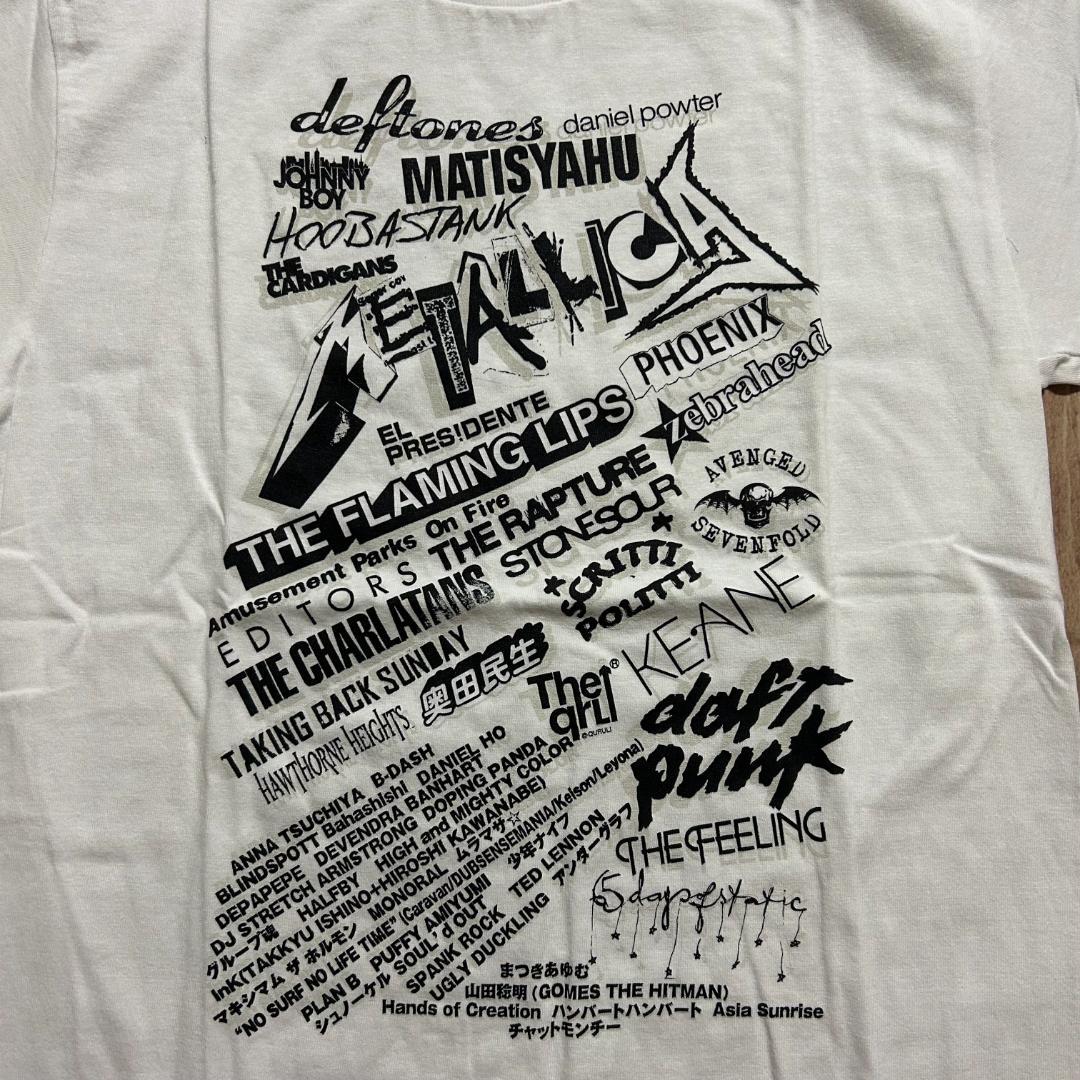 deftones
daniel powter
JOHNNY
BOY
MATISYAHU
HOOBASTANK
THE
CARDIGANS
METALLICA
PHOENIX
zebrahead
EL
PRES!DENTE
THE FLAMING LIPS
AVENGED
SEVENFOLD
Amusement Parks On Fire
THE RAPTURE
EDITORS
STONESOUR
THE CHARLATANS
SCRITTI
POLITTI
KEANE
TAKING BACK SUNDAY
奥田民生
HAWTHORNE HEIGHTS.
®
©QURULI
daft
punk
THE FEELING
65daysofstatic
ANNA TSUCHIYA B-DASH
BLINDSPOTT Bahashishi DANIEL HO
DEPAPEPE DEVENDRA BANHART
DJ STRETCH ARMSTRONG DOPING PANDA
グループ魂 HALFBY HIGH and MIGHTY COLOR
InK(TAKKYU ISHINO++HIROSHI KAWANABE)
マキシマム ザ ホルモン MONORAL ムラマサ☆
"NO SURF NO LIFE TIME" (Caravan/DUBSENSEMANIA/Keison/Leyona)
PLAN B PUFFY AMIYUMI 少年ナイフ
シュノーケル SOUL'd OUT TED LENNON
SPANK ROCK アンダーグラフ
UGLY DUCKLING
まつきあゆむ
山田稔明 (GOMES THE HITMAN)
Hands of Creation ハンバートハンバート Asia Sunrise
チャットモンチー